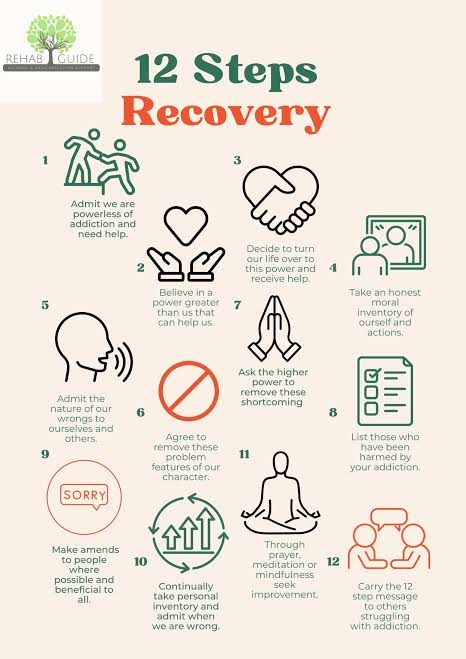 REHAB GUIDE
12 Steps
Recovery
1
Admit we are
powerless of
addiction and
need help.
2
Believe in a
power greater
than us that
can help us.
3
Decide to turn
our life over to
this power and
receive help.
4
Take an honest
moral
inventory of
ourself and
actions.
5
Admit the
nature of our
wrongs to
ourselves and
others.
6
Agree to
remove these
problem
features of our
character.
7
Ask the higher
power to
remove these
shortcoming
8
List those who
have been
harmed by
your addiction.
9
SORRY
Make amends
to people
where
possible and
beneficial to
all.
10
Continually
take personal
inventory and
admit when
we are wrong.
11
Through
prayer,
meditation or
mindfulness
seek
improvement.
12
Carry the 12
step message
to others
struggling
with addiction.